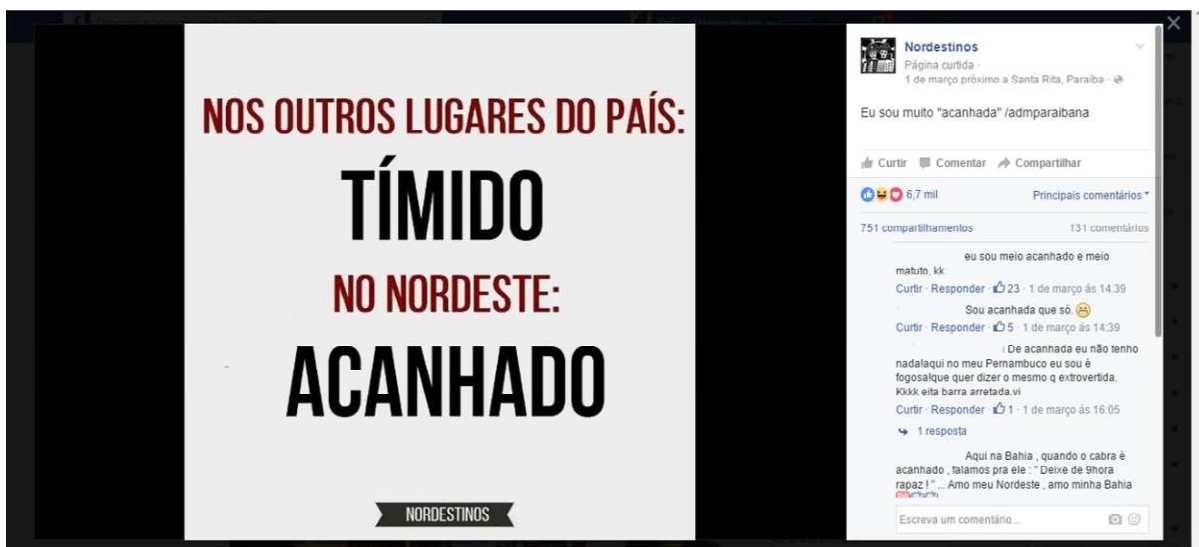 NOS OUTROS LUGARES DO PAÍS:
TÍMIDO
NO NORDESTE:
ACANHADO
NORDESTINOS
Nordestinos
Página curtida ·
1 de março próximo a Santa Rita, Paraíba ·
Eu sou muito "acanhada" /admparaibana
Curtir Comentar Compartilhar
6,7 mil Principais comentários
751 compartilhamentos 131 comentários
eu sou meio acanhado e meio
matuto, kk
Curtir · Responder · 23 · 1 de março às 14:39
Sou acanhada que só.
Curtir · Responder · 5 · 1 de março às 14:39
De acanhada eu não tenho
nada!aqui no meu Pernambuco eu sou é
fogosa!que quer dizer o mesmo q extrovertida.
Kkkk eita barra arretada.vi
Curtir · Responder · 1 · 1 de março às 16:05
1 resposta
Aqui na Bahia , quando o cabra é
acanhado , falamos pra ele : " Deixe de 9hora
rapaz ! " ... Amo meu Nordeste , amo minha Bahia
Escreva um comentário...